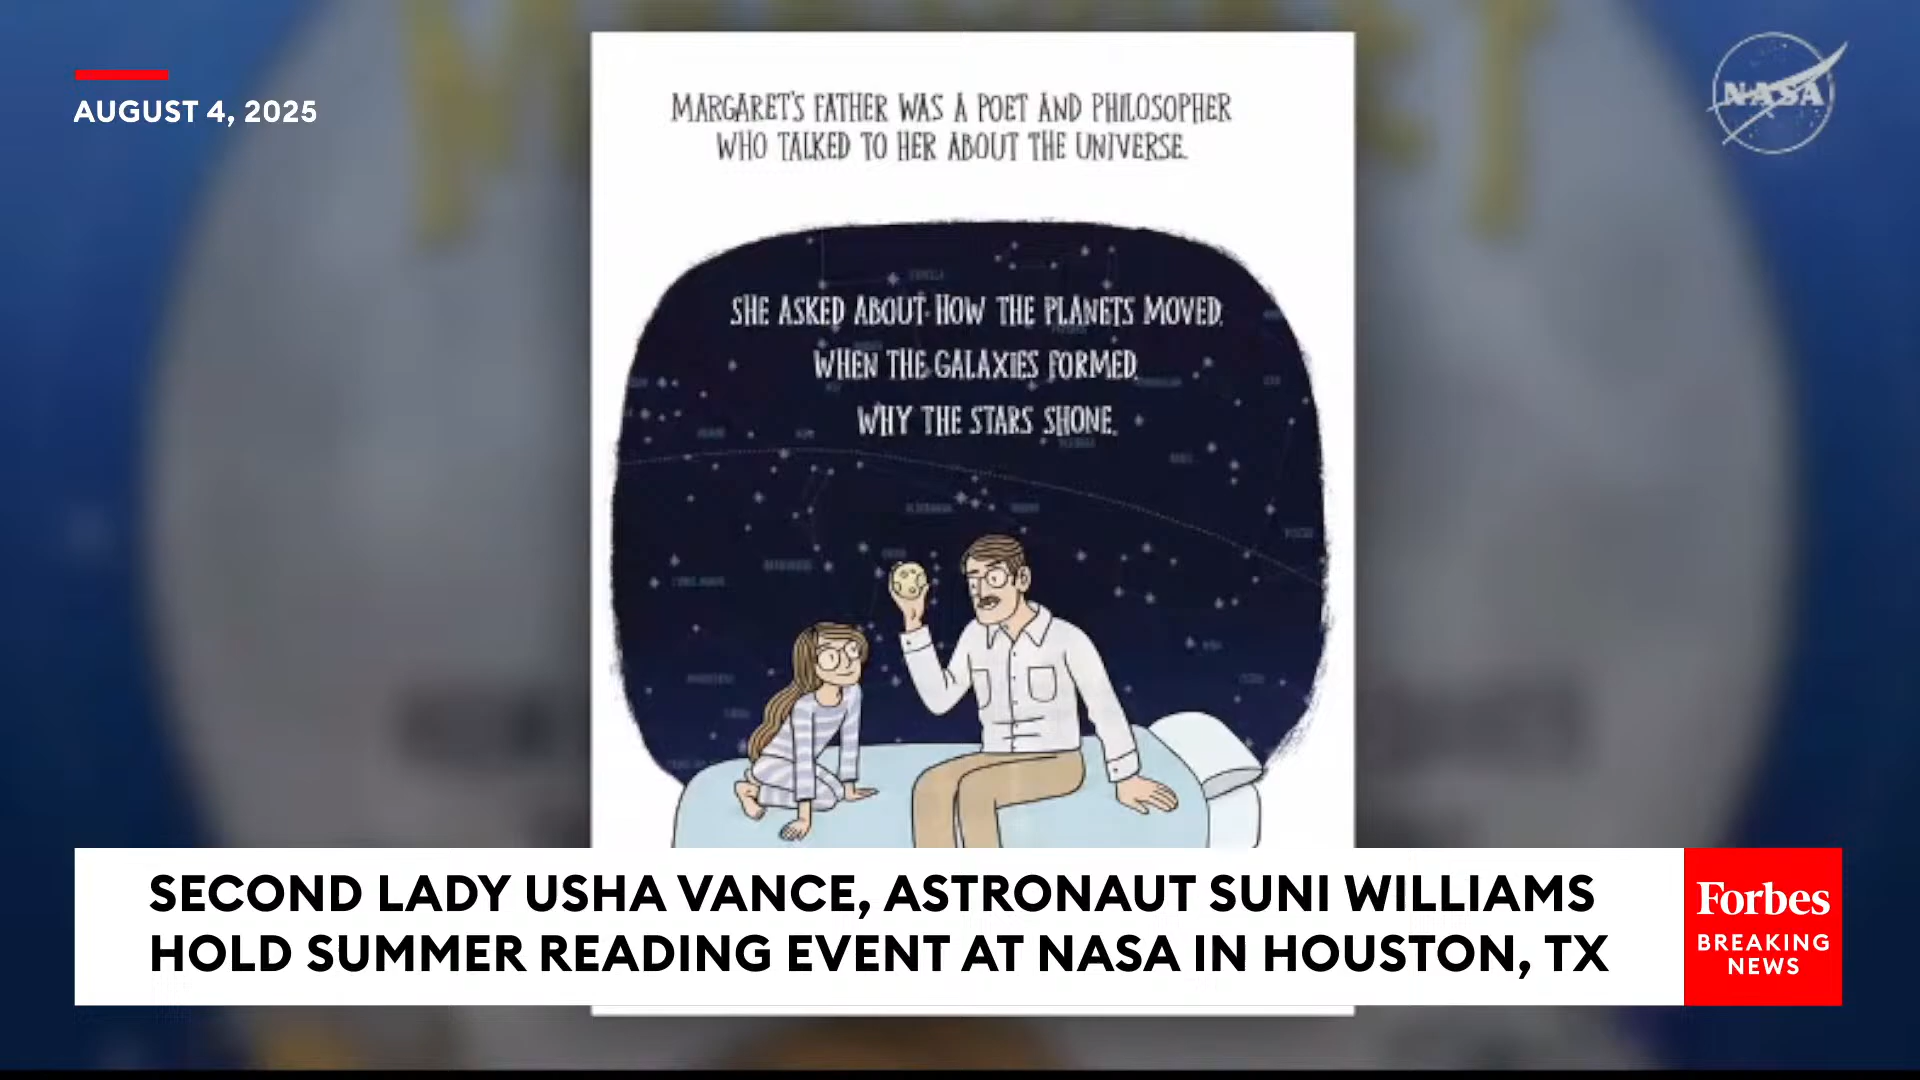 AUGUST 4, 2025
NASA
MARGARET'S FATHER WAS A POET AND PHILOSOPHER
WHO TALKED TO HER ABOUT THE UNIVERSE.
SHE ASKED ABOUT HOW THE PLANETS MOVED,
WHEN THE GALAXIES FORMED,
WHY THE STARS SHONE.
SECOND LADY USHA VANCE, ASTRONAUT SUNI WILLIAMS
HOLD SUMMER READING EVENT AT NASA IN HOUSTON, TX
Forbes
BREAKING
NEWS